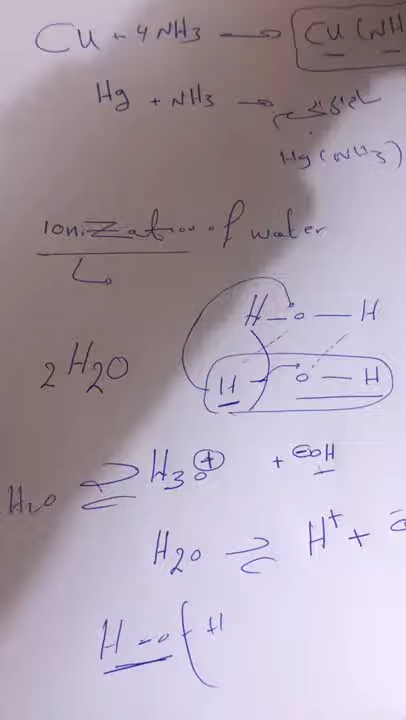 Cu + 4NH3 → Cu(NH
Hg + NH3 →
Hg(NH3)
Ionization of water
H-o-H
2H2O
H-o-H
H2o ⇌ H3o⊕ + ⊖oH
H2o ⇌ H+ + ō
H-o-(H